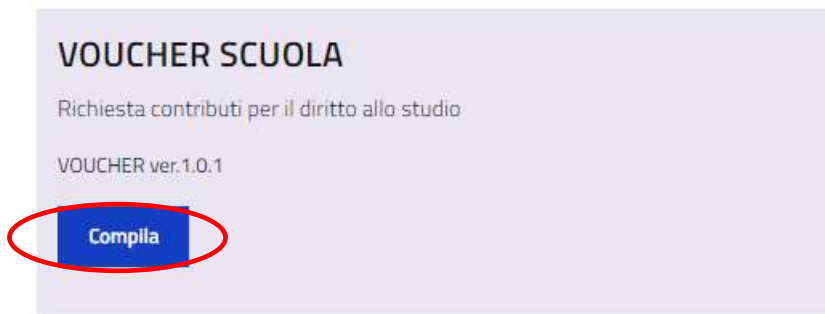 VOUCHER SCUOLA
Richiesta contributi per il diritto allo studio
VOUCHER ver.1.0.1
Compila